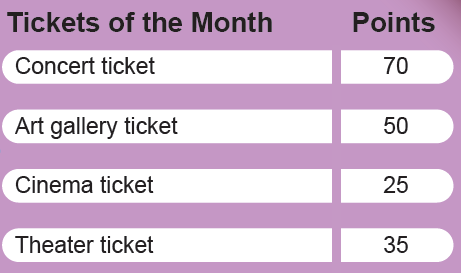 Tickets of the Month Points
Concert ticket 70
Art gallery ticket 50
Cinema ticket 25
Theater ticket 35